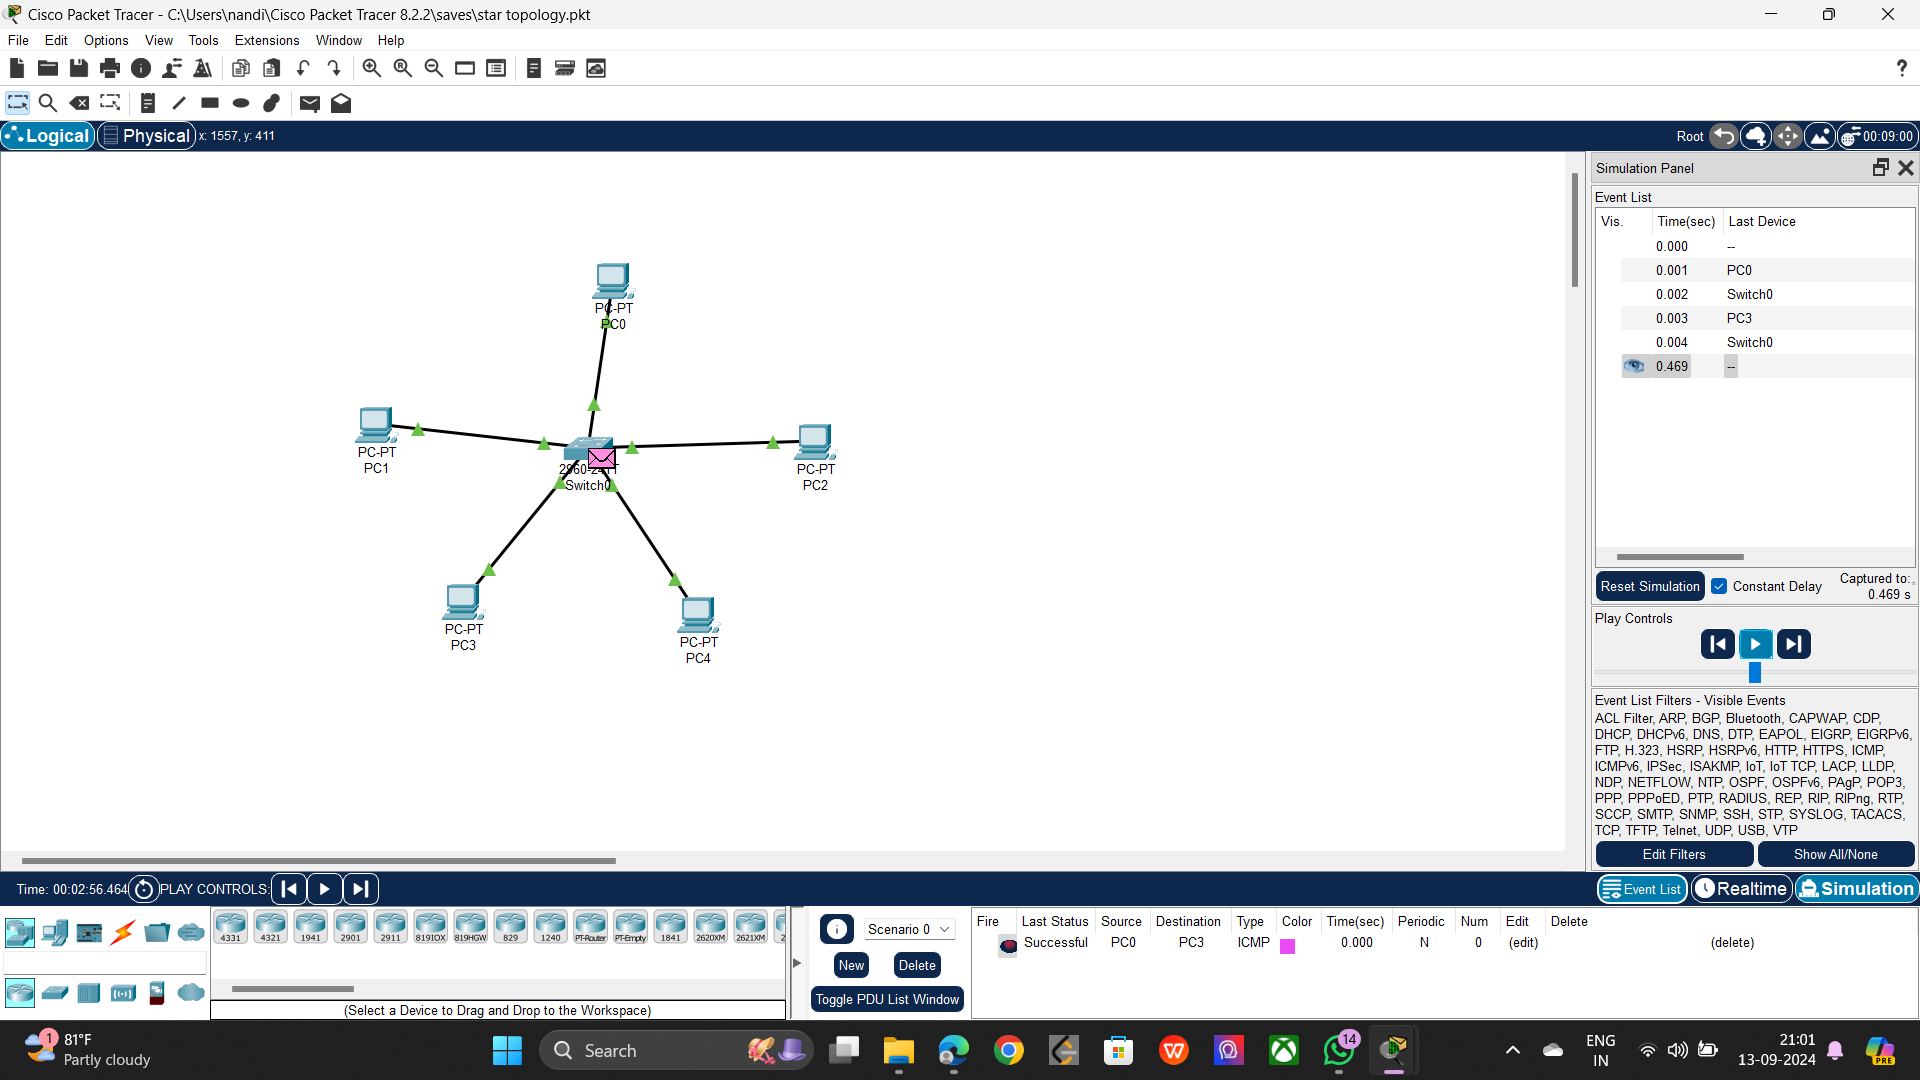 Cisco Packet Tracer - C:\Users\nandi\Cisco Packet Tracer 8.2.2\saves\star topology.pkt
File Edit Options View Tools Extensions Window Help
Logical Physical x: 1557, y: 411 Root 00:09:00
Simulation Panel
Event List
Vis. Time(sec) Last Device
0.000 --
0.001 PC0
0.002 Switch0
0.003 PC3
0.004 Switch0
0.469 --
PC-PT
PC0
PC-PT
PC1
2960-24TT
Switch0
PC-PT
PC2
PC-PT
PC3
PC-PT
PC4
Reset Simulation Constant Delay Captured to:
0.469 s
Play Controls
Event List Filters - Visible Events
ACL Filter, ARP, BGP, Bluetooth, CAPWAP, CDP,
DHCP, DHCPv6, DNS, DTP, EAPOL, EIGRP, EIGRPv6,
FTP, H.323, HSRP, HSRPv6, HTTP, HTTPS, ICMP,
ICMPv6, IPSec, ISAKMP, IoT, IoT TCP, LACP, LLDP,
NDP, NETFLOW, NTP, OSPF, OSPFv6, PAgP, POP3,
PPP, PPPoED, PTP, RADIUS, REP, RIP, RIPng, RTP,
SCCP, SMTP, SNMP, SSH, STP, SYSLOG, TACACS,
TCP, TFTP, Telnet, UDP, USB, VTP
Edit Filters Show All/None
Time: 00:02:56.464 PLAY CONTROLS: Event List Realtime Simulation
4331 4321 1941 2901 2911 819IOX 819HGW 829 1240 PT-Router PT-Empty 1841 2620XM 2621XM 2
(Select a Device to Drag and Drop to the Workspace)
Scenario 0
New Delete
Toggle PDU List Window
Fire Last Status Source Destination Type Color Time(sec) Periodic Num Edit Delete
Successful PC0 PC3 ICMP 0.000 N 0 (edit) (delete)
1 81°F
Partly cloudy
Search
14
ENG
IN
21:01
13-09-2024
PRE